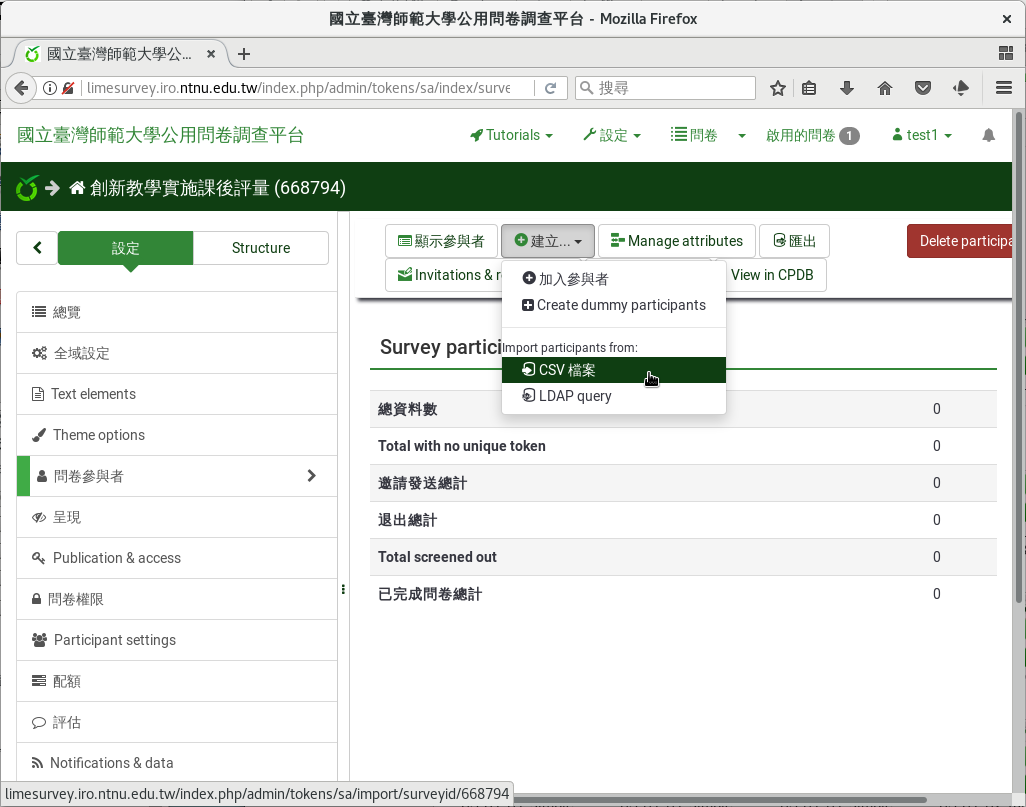 國立臺灣師範大學公用問卷調查平台 - Mozilla Firefox
國立臺灣師範大學公...
limesurvey.iro.ntnu.edu.tw/index.php/admin/tokens/sa/index/surve
搜尋
國立臺灣師範大學公用問卷調查平台
Tutorials
設定
問卷
啟用的問卷 1
test1
創新教學實施課後評量 (668794)
設定
Structure
顯示參與者
建立...
Manage attributes
匯出
Delete participa
Invitations & r
View in CPDB
加入參與者
Create dummy participants
Import participants from:
CSV 檔案
LDAP query
總覽
全域設定
Text elements
Theme options
問卷參與者
呈現
Publication & access
問卷權限
Participant settings
配額
評估
Notifications & data
Survey partici
總資料數 0
Total with no unique token 0
邀請發送總計 0
退出總計 0
Total screened out 0
已完成問卷總計 0
limesurvey.iro.ntnu.edu.tw/index.php/admin/tokens/sa/import/surveyid/668794